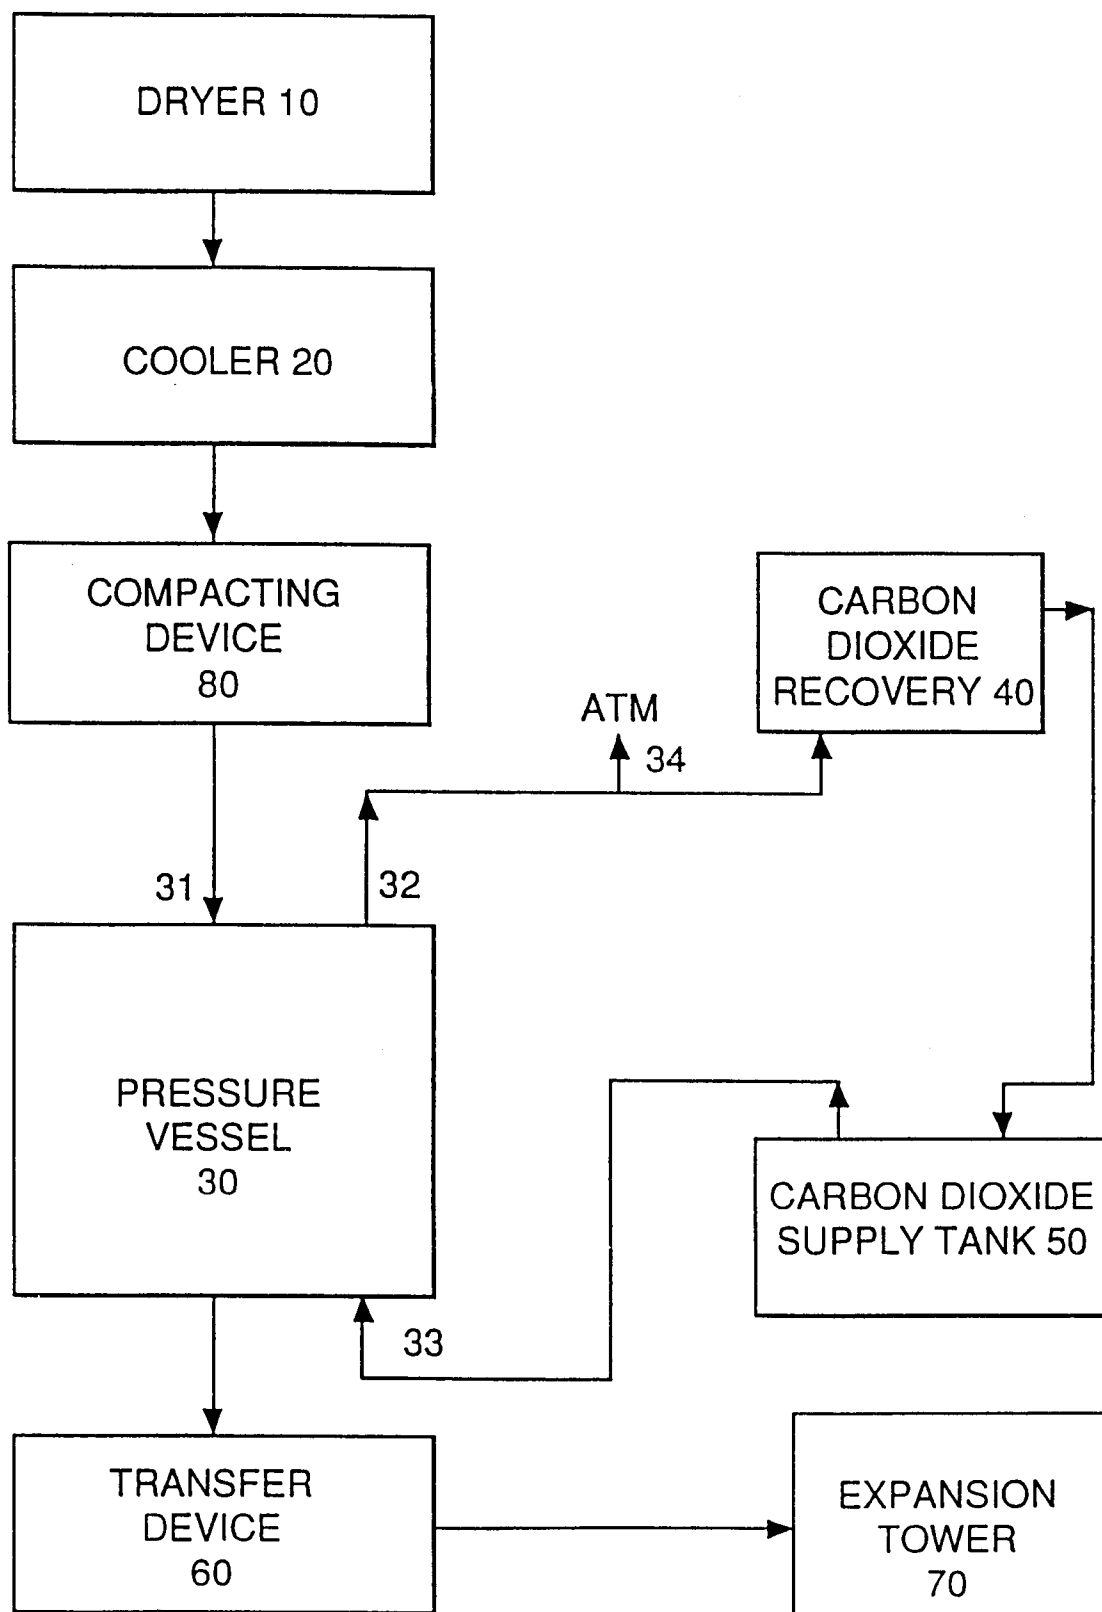 DRYER 10
COOLER 20
COMPACTING
DEVICE
80
CARBON
DIOXIDE
RECOVERY 40
ATM
34
31
32
PRESSURE
VESSEL
30
CARBON DIOXIDE
SUPPLY TANK 50
33
TRANSFER
DEVICE
60
EXPANSION
TOWER
70